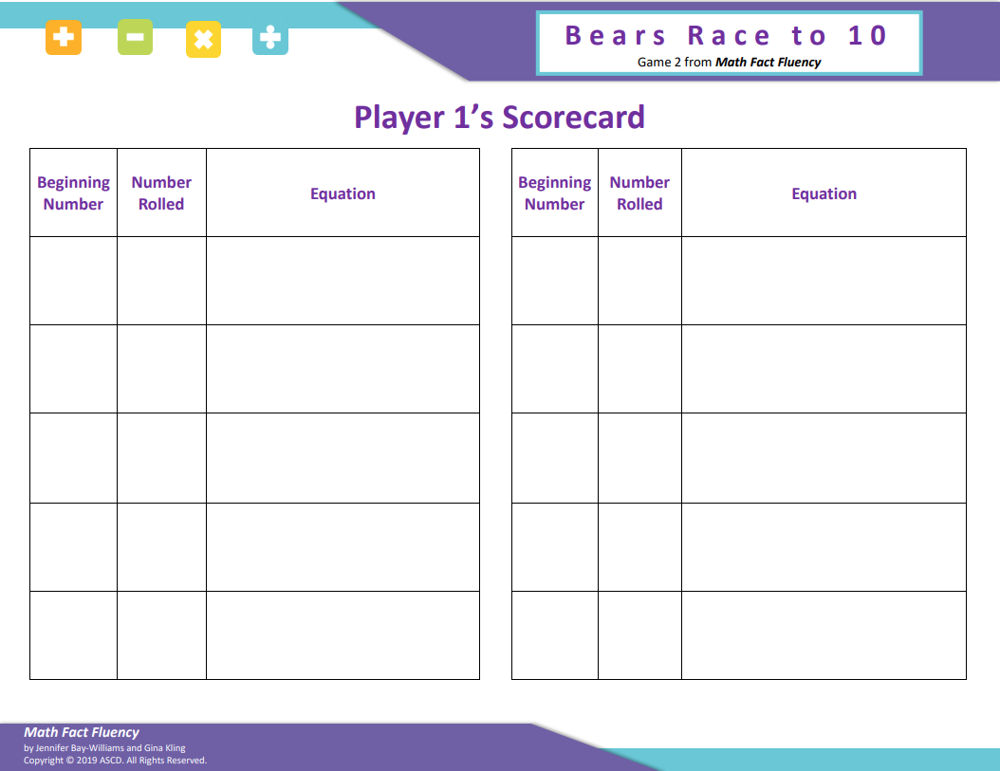 Bears Race to 10
Game 2 from Math Fact Fluency
Player 1’s Scorecard
Beginning Number
Number Rolled
Equation
Beginning Number
Number Rolled
Equation
Math Fact Fluency
by Jennifer Bay-Williams and Gina Kling
Copyright © 2019 ASCD. All Rights Reserved.